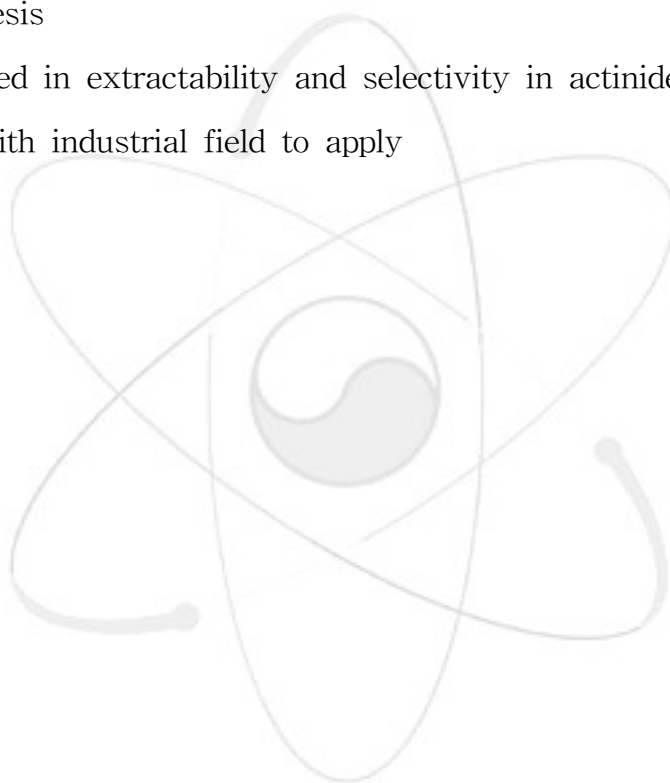 esis
ed in extractability and selectivity in actinide
ith industrial field to apply